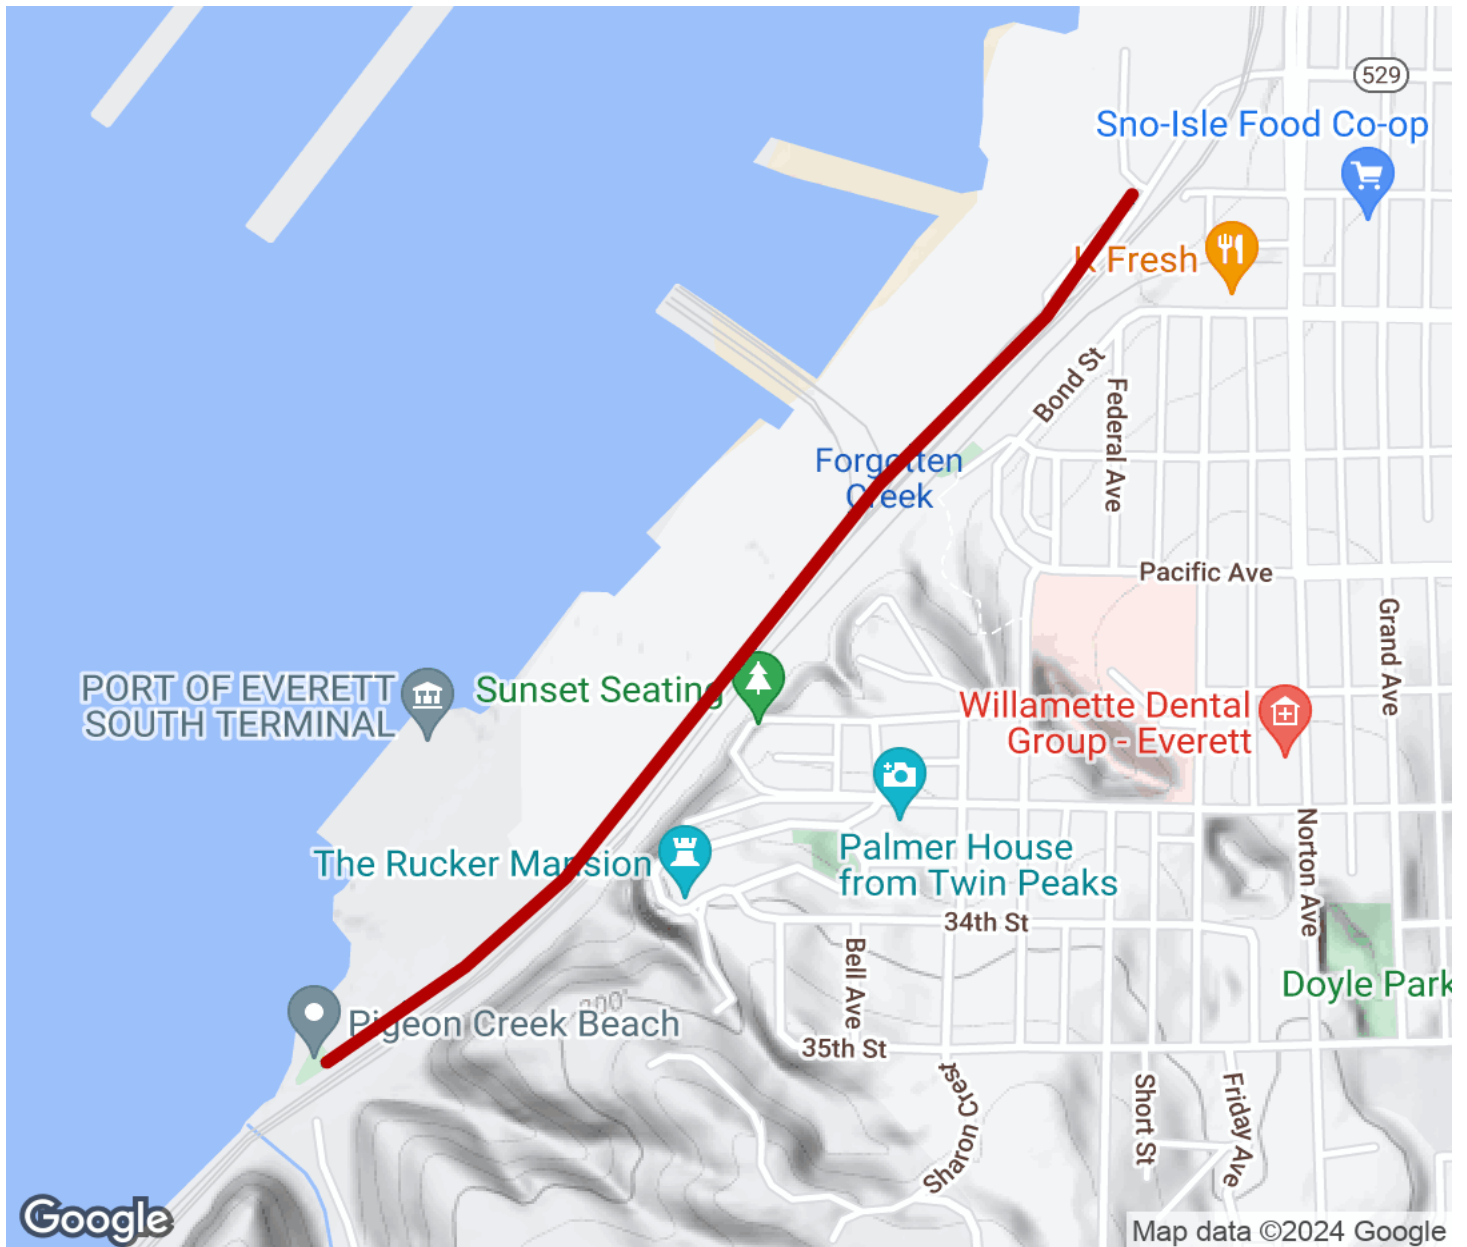 529
Sno-Isle Food Co-op
Fresh
Bond St
Federal Ave
Forgotten
Creek
Pacific Ave
Grand Ave
PORT OF EVERETT
SOUTH TERMINAL
Sunset Seating
Willamette Dental
Group - Everett
The Rucker Mansion
Palmer House
from Twin Peaks
Norton Ave
34th St
Bell Ave
Doyle Park
200'
Pigeon Creek Beach
35th St
Sharon Crest
Short St
Friday Ave
Google
Map data ©2024 Google